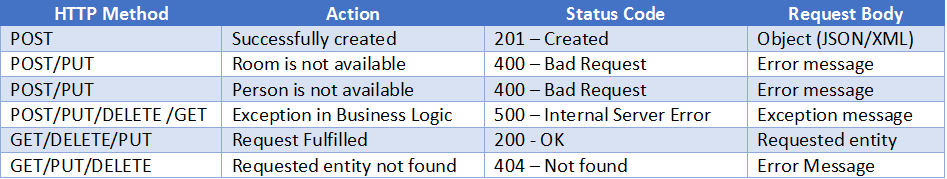 HTTP Method Action Status Code Request Body
POST Successfully created 201 – Created Object (JSON/XML)
POST/PUT Room is not available 400 – Bad Request Error message
POST/PUT Person is not available 400 – Bad Request Error message
POST/PUT/DELETE /GET Exception in Business Logic 500 – Internal Server Error Exception message
GET/DELETE/PUT Request Fulfilled 200 - OK Requested entity
GET/PUT/DELETE Requested entity not found 404 – Not found Error Message